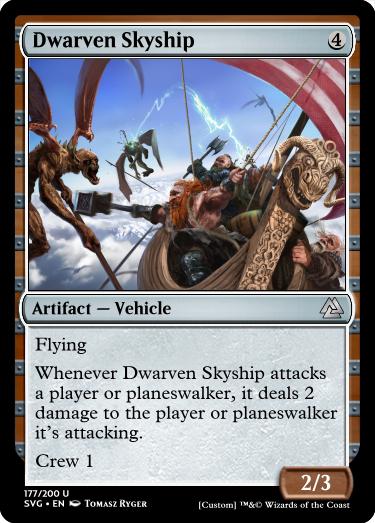 Dwarven Skyship 4
Artifact — Vehicle
Flying
Whenever Dwarven Skyship attacks
a player or planeswalker, it deals 2
damage to the player or planeswalker
it's attacking.
Crew 1
2/3
177/200 U
SVG • EN Tomasz Ryger [Custom] ™&© Wizards of the Coast